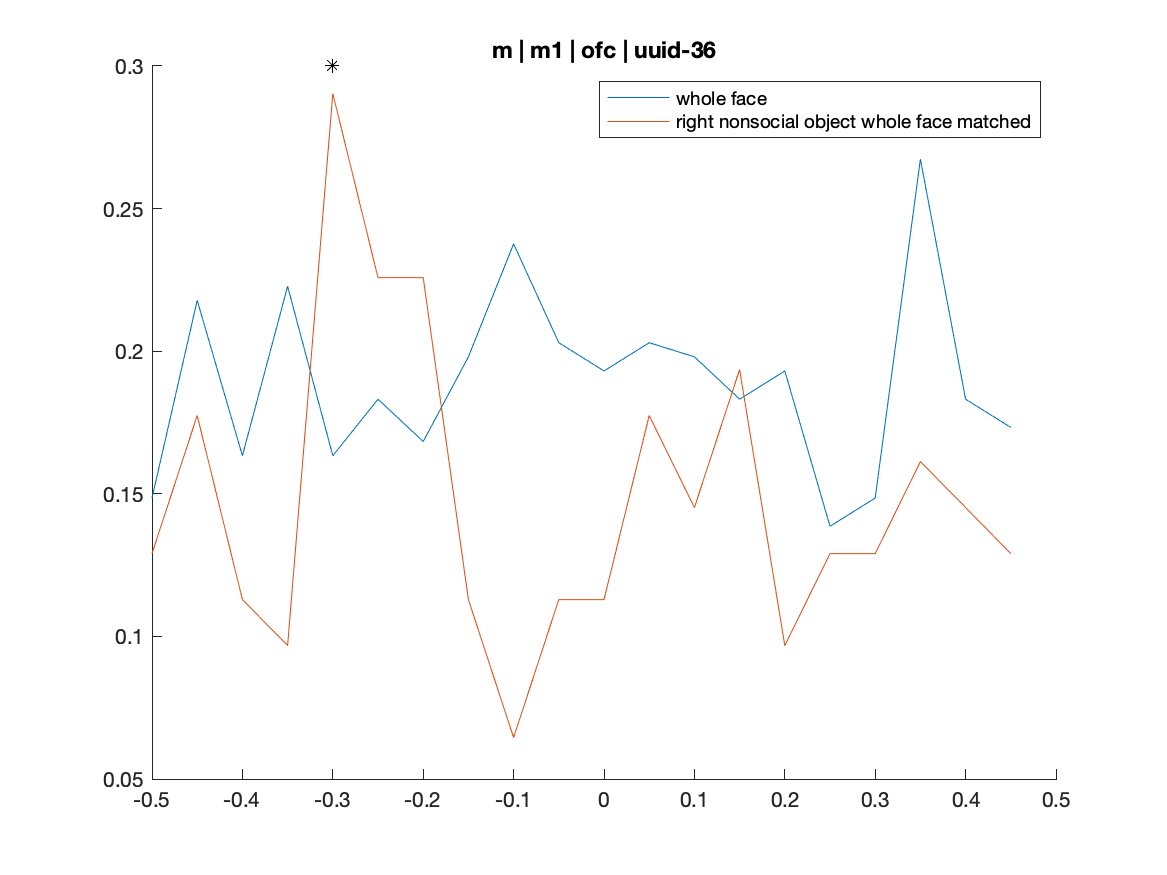 m | m1 | ofc | uuid-36
whole face
right nonsocial object whole face matched
0.3
0.25
0.2
0.15
0.1
0.05
-0.5 -0.4 -0.3 -0.2 -0.1 0 0.1 0.2 0.3 0.4 0.5